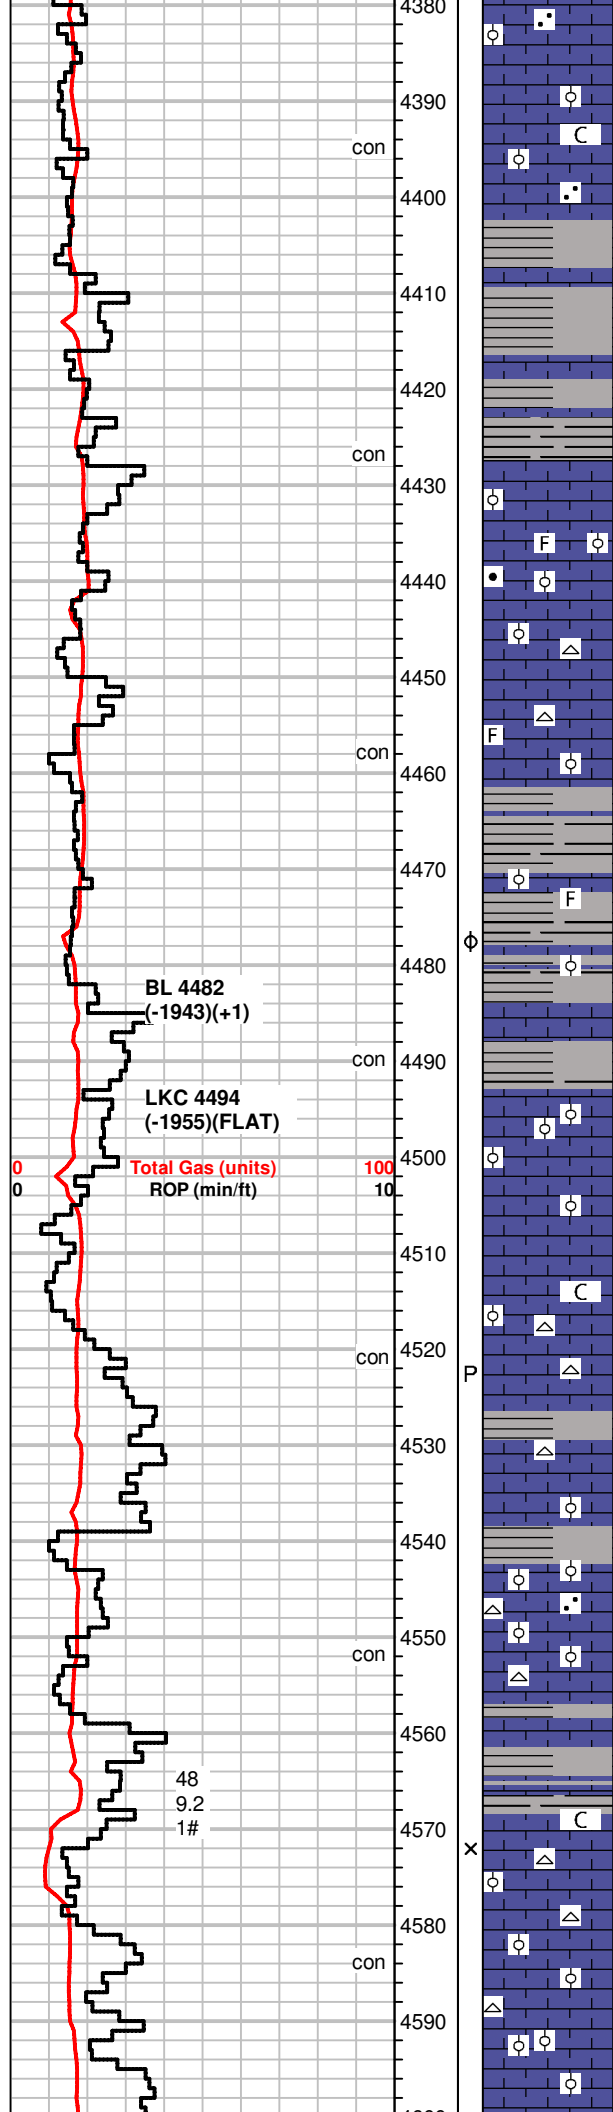 4380
4390
C
con
4400
4410
4420
con
4430
F
4440
4450
F
con
4460
4470
F
ϕ
4480
BL 4482
(-1943)(+1)
con
4490
LKC 4494
(-1955)(FLAT)
4500
0 Total Gas (units) 100
0 ROP (min/ft) 10
4510
C
4520
con
P
4530
4540
4550
con
4560
48
9.2
1#
C
4570
×
4580
con
4590